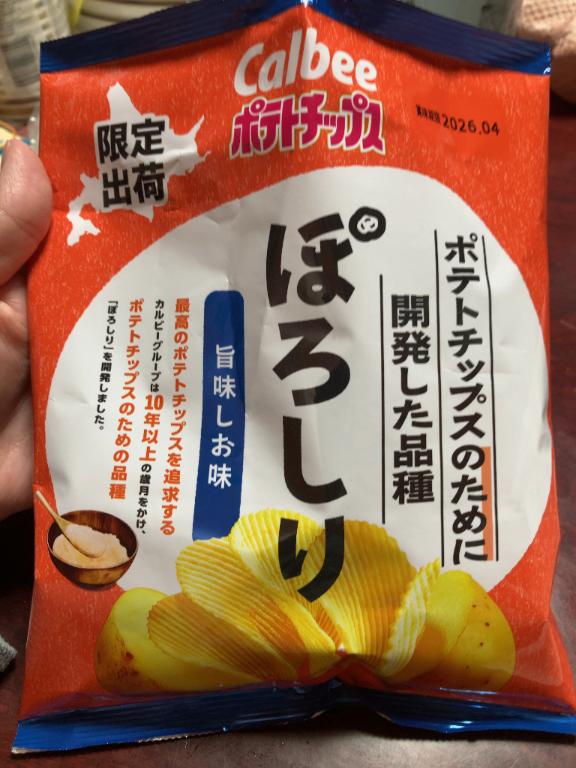 Calbee
ポテトチップス
賞味期限 2026.04
限定
出荷
ポテトチップスのために
開発した品種
ぽろしり
旨味しお味
最高のポテトチップスを追求する
カルビーグループは10年以上の歳月をかけ、
ポテトチップスのための品種
「ぽろしり」を開発しました。